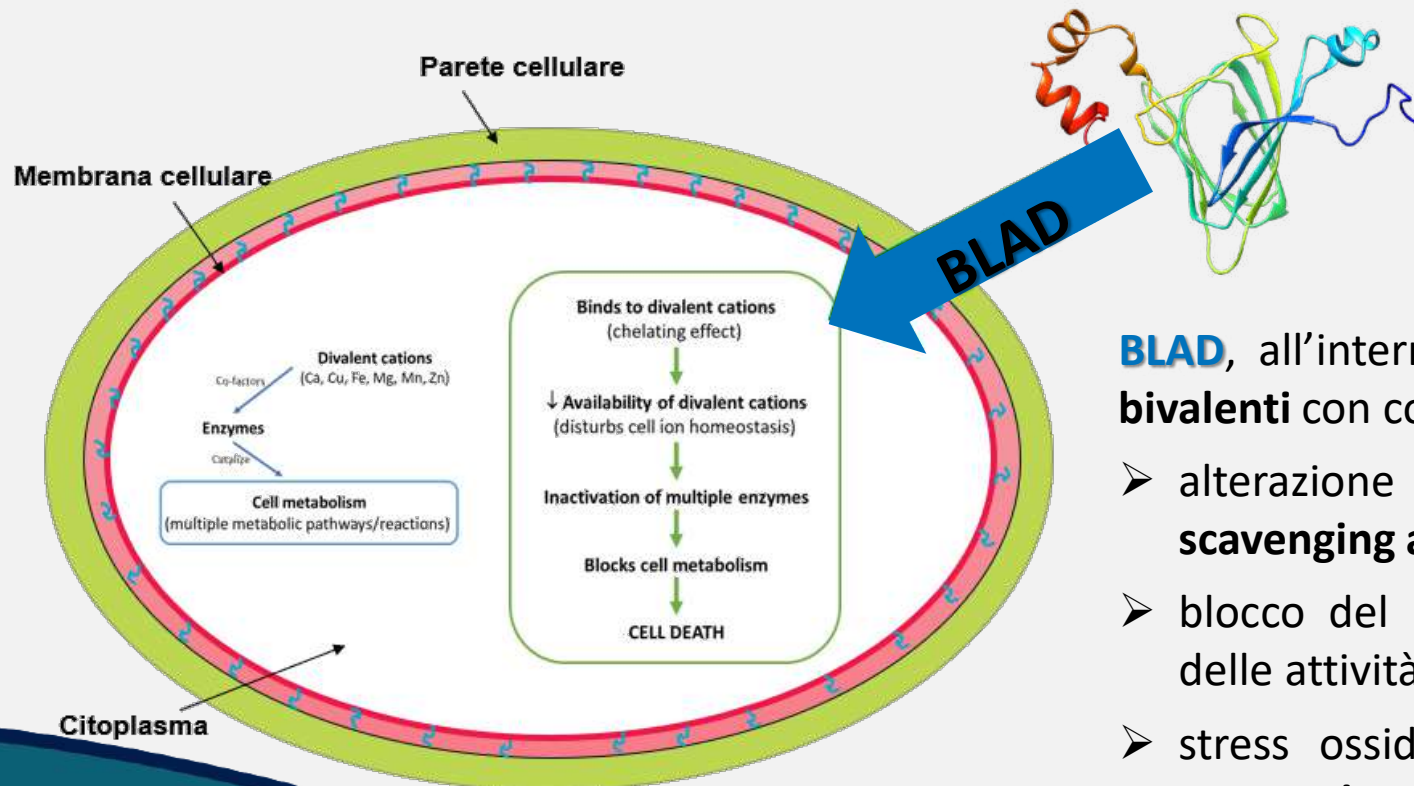 Parete cellulare
Membrana cellulare
BLAD
Binds to divalent cations
(chelating effect)
↓ Availability of divalent cations
(disturbs cell ion homeostasis)
Inactivation of multiple enzymes
Blocks cell metabolism
CELL DEATH
Divalent cations
(Ca, Cu, Fe, Mg, Mn, Zn)
Co-factors
Enzymes
Catalize
Cell metabolism
(multiple metabolic pathways/reactions)
Citoplasma
BLAD, all’intern
bivalenti con co
➢ alterazione
scavenging a
➢ blocco del
delle attività
➢ stress ossid